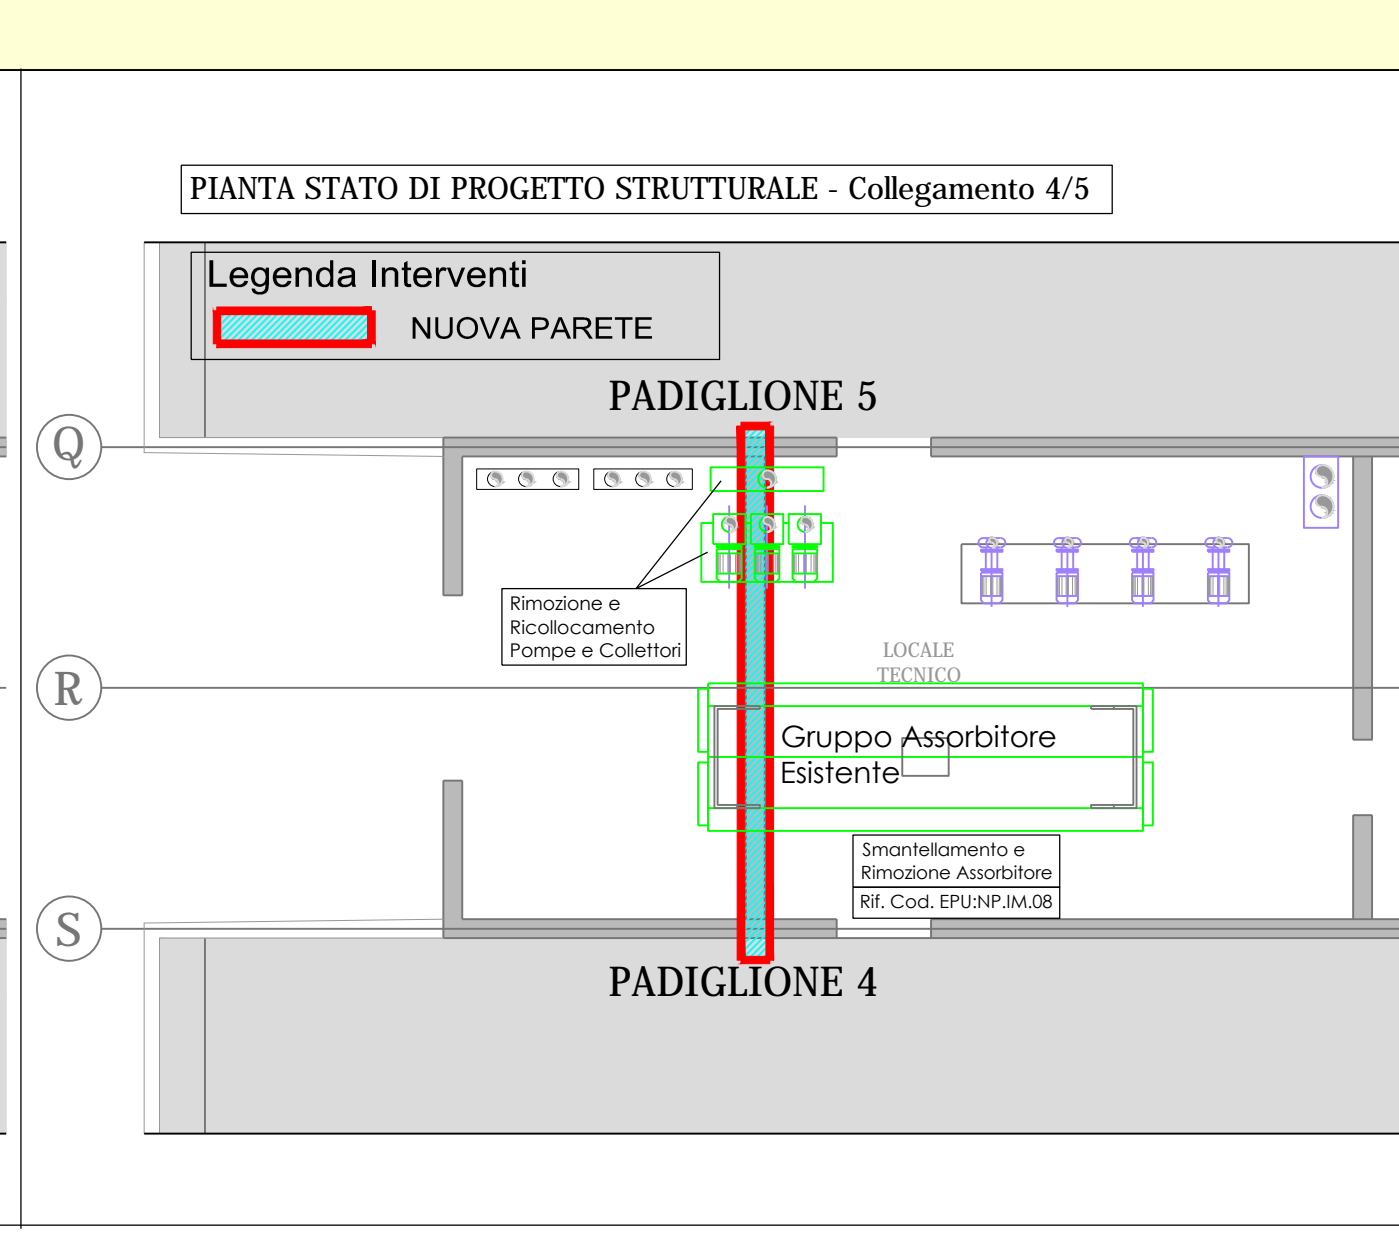 PIANTA STATO DI PROGETTO STRUTTURALE - Collegamento 4/5
Legenda Interventi
NUOVA PARETE
PADIGLIONE 5
Q
Rimozione e
Ricollocamento
Pompe e Collettori
LOCALE
TECNICO
R
Gruppo Assorbitore
Esistente
Smantellamento e
Rimozione Assorbitore
Rif. Cod. EPU:NP.IM.08
S
PADIGLIONE 4